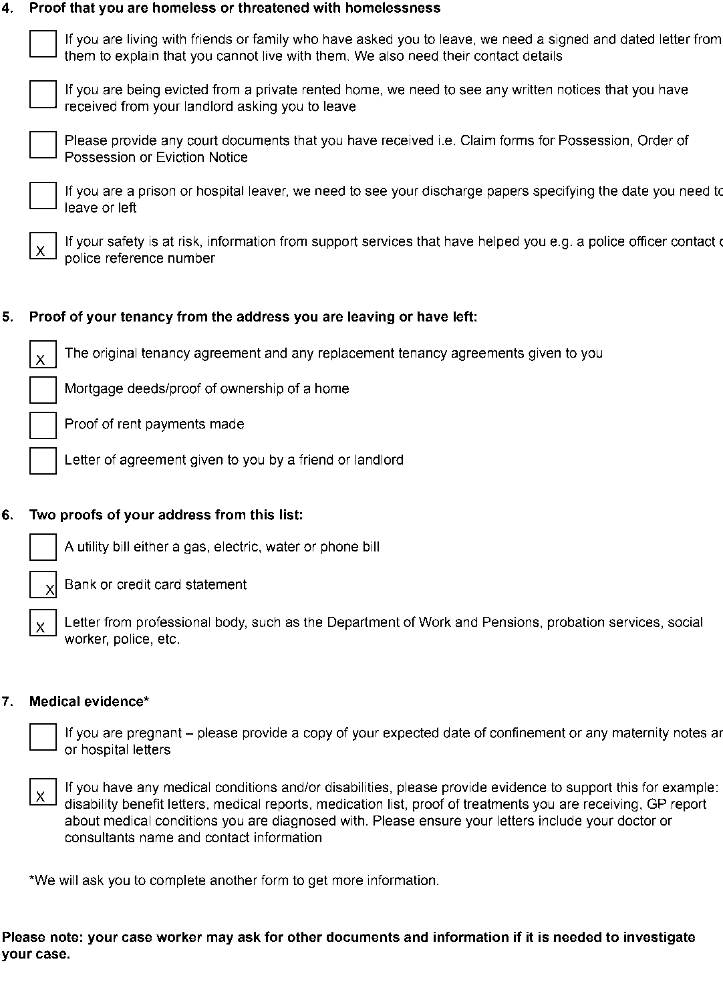 4. Proof that you are homeless or threatened with homelessness
If you are living with friends or family who have asked you to leave, we need a signed and dated letter from
them to explain that you cannot live with them. We also need their contact details
If you are being evicted from a private rented home, we need to see any written notices that you have
received from your landlord asking you to leave
Please provide any court documents that you have received i.e. Claim forms for Possession, Order of
Possession or Eviction Notice
If you are a prison or hospital leaver, we need to see your discharge papers specifying the date you need to
leave or left
X If your safety is at risk, information from support services that have helped you e.g. a police officer contact
police reference number
5. Proof of your tenancy from the address you are leaving or have left:
X The original tenancy agreement and any replacement tenancy agreements given to you
Mortgage deeds/proof of ownership of a home
Proof of rent payments made
Letter of agreement given to you by a friend or landlord
6. Two proofs of your address from this list:
A utility bill either a gas, electric, water or phone bill
X Bank or credit card statement
X Letter from professional body, such as the Department of Work and Pensions, probation services, social
worker, police, etc.
7. Medical evidence*
If you are pregnant – please provide a copy of your expected date of confinement or any maternity notes
or hospital letters
X If you have any medical conditions and/or disabilities, please provide evidence to support this for example:
disability benefit letters, medical reports, medication list, proof of treatments you are receiving, GP report
about medical conditions you are diagnosed with. Please ensure your letters include your doctor or
consultants name and contact information
*We will ask you to complete another form to get more information.
Please note: your case worker may ask for other documents and information if it is needed to investigate
your case.